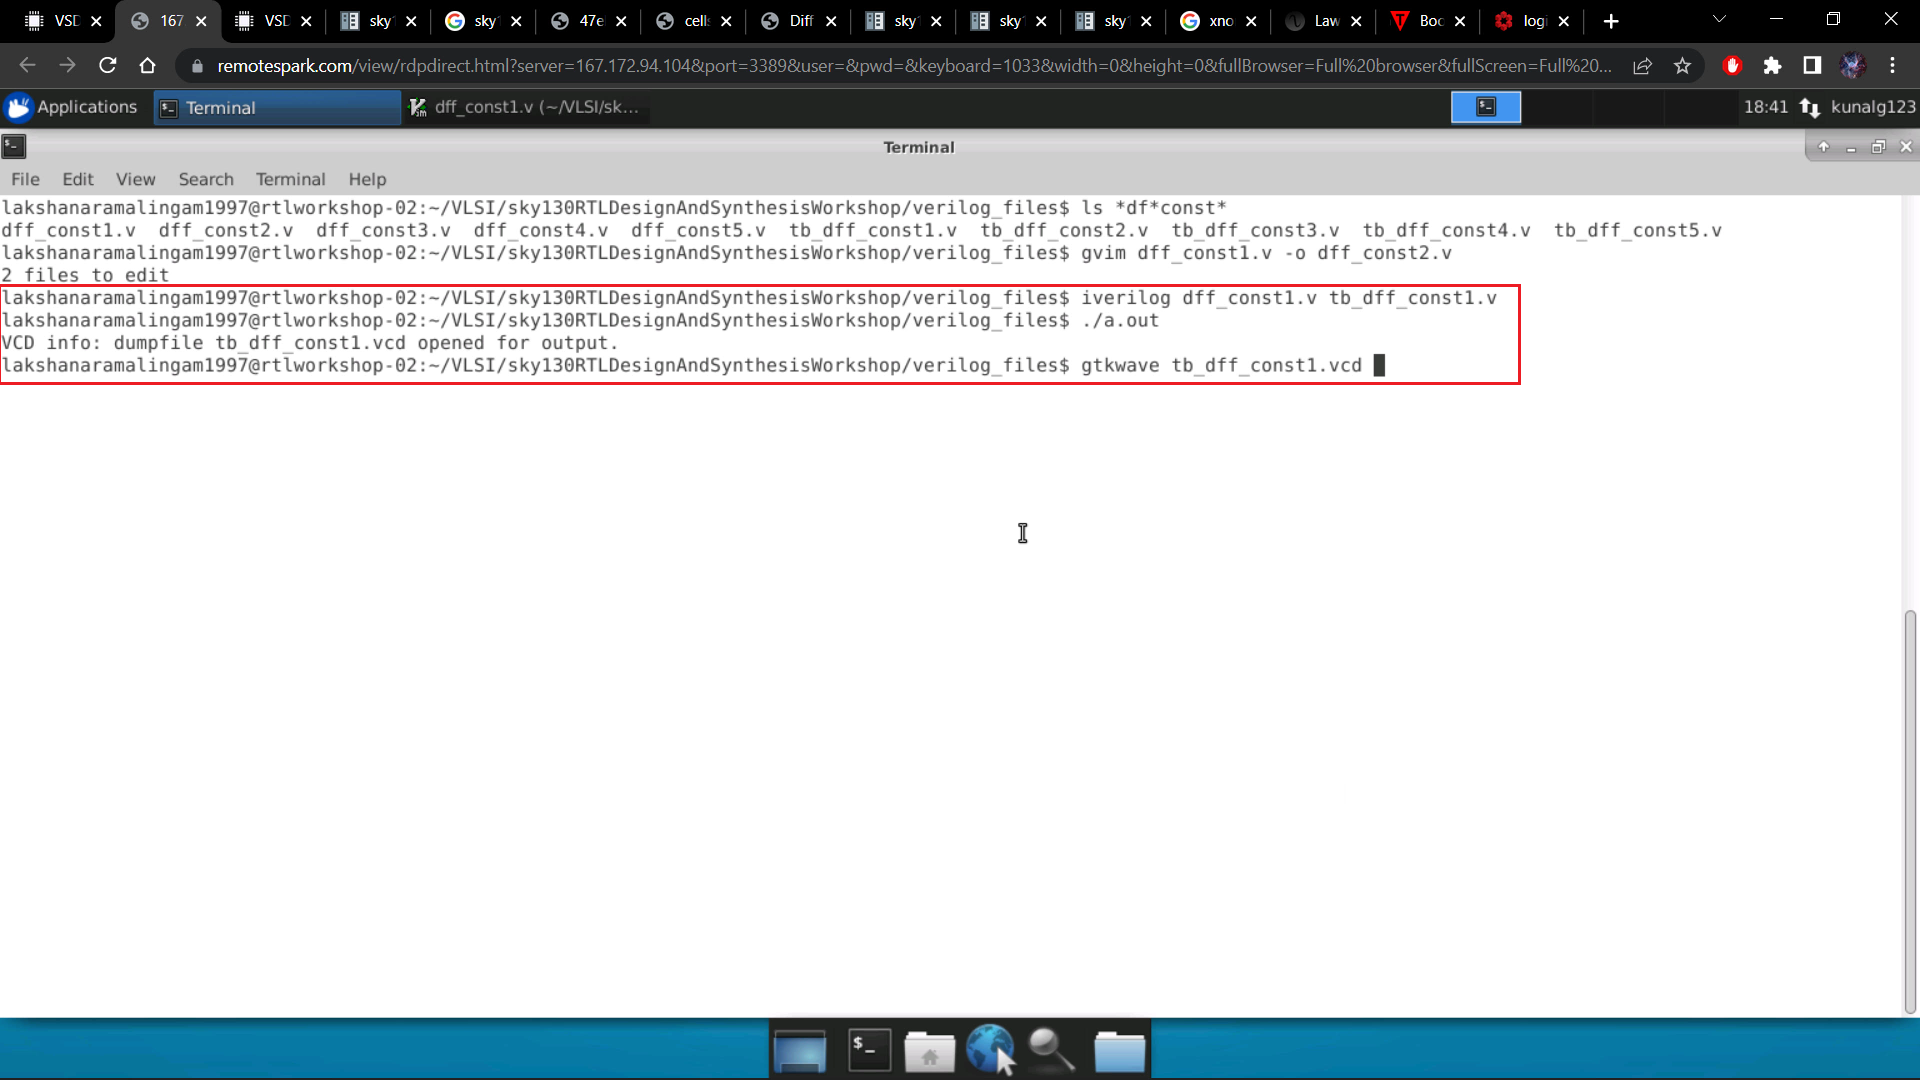 VSD 167 VSD sky sky sky 47e cell Diff sky sky sky xno Law Boo logi
remotespark.com/view/rdpdirect.html?server=167.172.94.104&port=3389&user=&pwd=&keyboard=1033&width=0&height=0&fullBrowser=Full%20browser&fullScreen=Full%20...
Applications Terminal dff_const1.v (~/VLSI/sk... 18:41 kunalg123
Terminal
File Edit View Search Terminal Help
lakshanaramalingam1997@rtlworkshop-02:~/VLSI/sky130RTLDesignAndSynthesisWorkshop/verilog_files$ ls *df*const*
dff_const1.v dff_const2.v dff_const3.v dff_const4.v dff_const5.v tb_dff_const1.v tb_dff_const2.v tb_dff_const3.v tb_dff_const4.v tb_dff_const5.v
lakshanaramalingam1997@rtlworkshop-02:~/VLSI/sky130RTLDesignAndSynthesisWorkshop/verilog_files$ gvim dff_const1.v -o dff_const2.v
2 files to edit
lakshanaramalingam1997@rtlworkshop-02:~/VLSI/sky130RTLDesignAndSynthesisWorkshop/verilog_files$ iverilog dff_const1.v tb_dff_const1.v
lakshanaramalingam1997@rtlworkshop-02:~/VLSI/sky130RTLDesignAndSynthesisWorkshop/verilog_files$ ./a.out
VCD info: dumpfile tb_dff_const1.vcd opened for output.
lakshanaramalingam1997@rtlworkshop-02:~/VLSI/sky130RTLDesignAndSynthesisWorkshop/verilog_files$ gtkwave tb_dff_const1.vcd